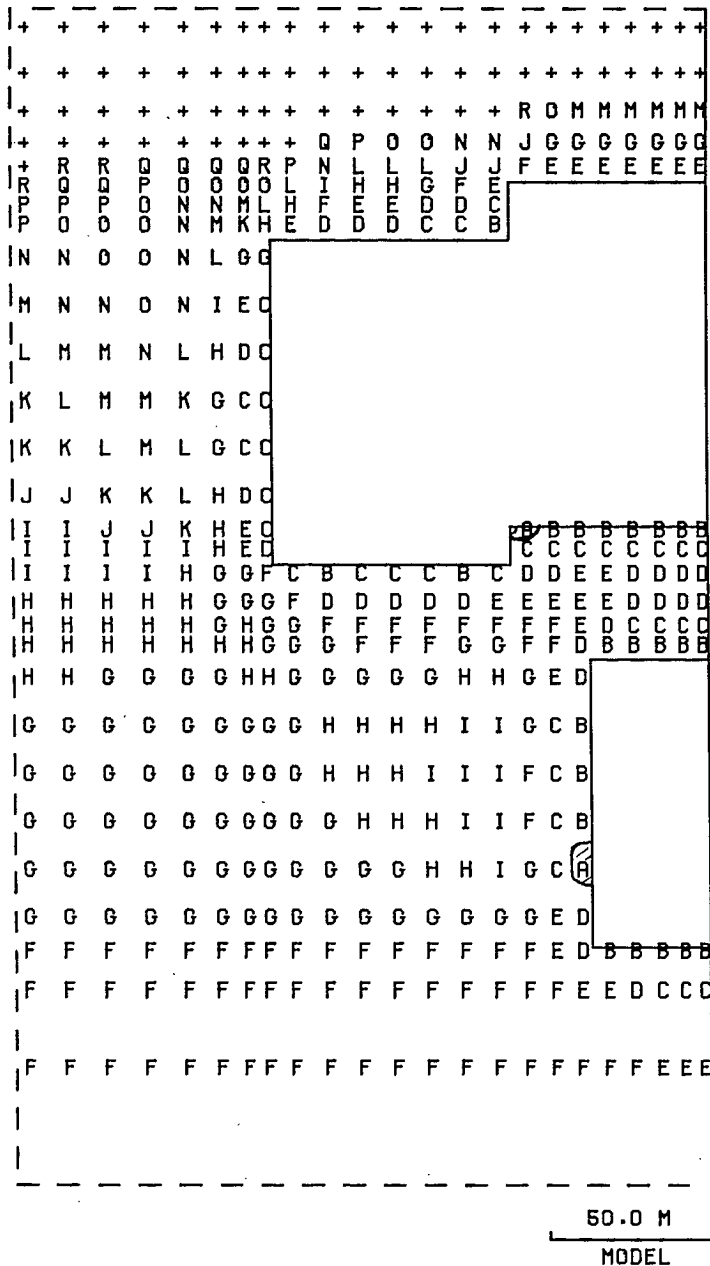 + + + + + + + + + + + + + + + + + + + + + +
+ + + + + + + + + + + + + + + + + + + + + +
+ + + + + + + + + + + + + + + R O M M M M M M
+ + + + + + + + + Q P O O N N J G G G G G G
+ R R Q Q Q Q R P N L L L J J F E E E E E E
R Q Q P O O O O L I H H G F E
P P P O N N M L H F E E D D C
P O O O N M K H E D D D C C B
N N O O N L G G
M N N O N I E C
L M M N L H D C
K L M M K G C C
K K L M L G C C
J J K K L H D C
I I J J K H E C B B B B B B B
I I I I I H E D C C C C C C C
I I I I H G G F C B C C C B C D D E E D D D D
H H H H H G G G F D D D D D E E E E E D D D D
H H H H H G H G G F F F F F F F F E D C C C C
H H H H H H H G G G F F F G G F F D B B B B B
H H G G G G H H G G G G G H H G E D
G G G G G G G G G H H H H I I G C B
G G G G G G G G G H H H I I I F C B
G G G G G G G G G G H H H I I F C B
G G G G G G G G G G G G H H I G C A
G G G G G G G G G G G G G G G G E D
F F F F F F F F F F F F F F F F E D B B B B B
F F F F F F F F F F F F F F F F F E E D C C C
F F F F F F F F F F F F F F F F F F F F E E E
50.0 M
MODEL